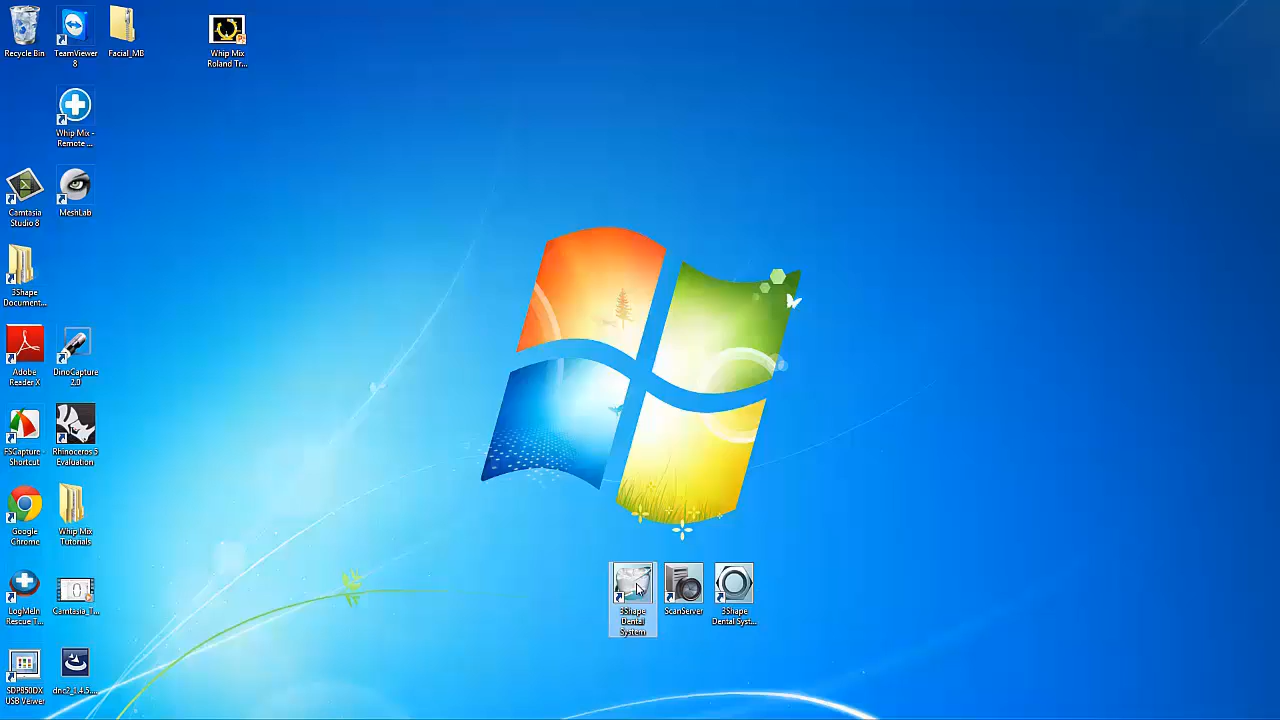 Recycle Bin
TeamViewer
8
Facial_MB
Whip Mix
Roland Tr...
Whip Mix -
Remote ...
Camtasia
Studio 8
MeshLab
3Shape
Document...
Adobe
Reader X
DinoCapture
2.0
FSCapture -
Shortcut
Rhinoceros 5
Evaluation
Google
Chrome
Whip Mix
Tutorials
LogMeIn
Rescue T...
Camtasia_T...
SDP850DX
USB Viewer
3Shape
Dental
System
ScanServer
3Shape
Dental Syst...